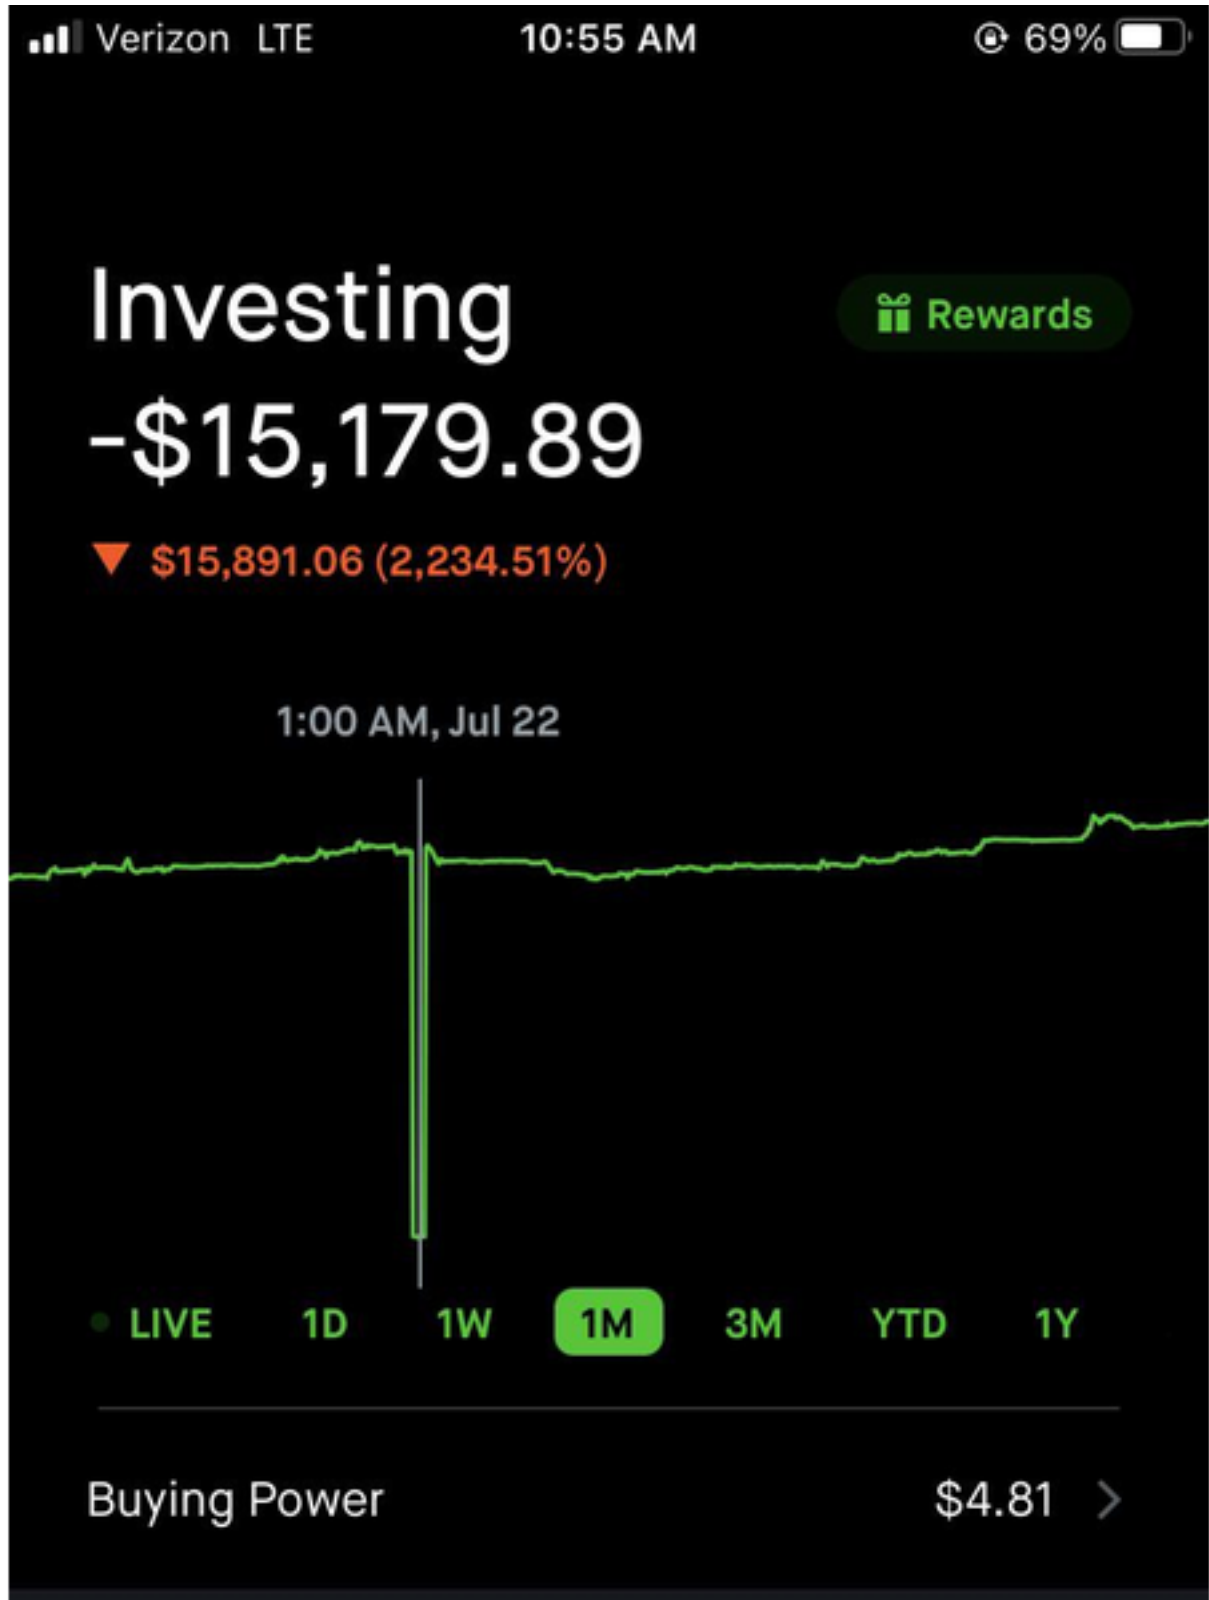 Verizon LTE 10:55 AM 69%
Investing
Rewards
-$15,179.89
▼ $15,891.06 (2,234.51%)
1:00 AM, Jul 22
LIVE 1D 1W 1M 3M YTD 1Y
Buying Power $4.81 >